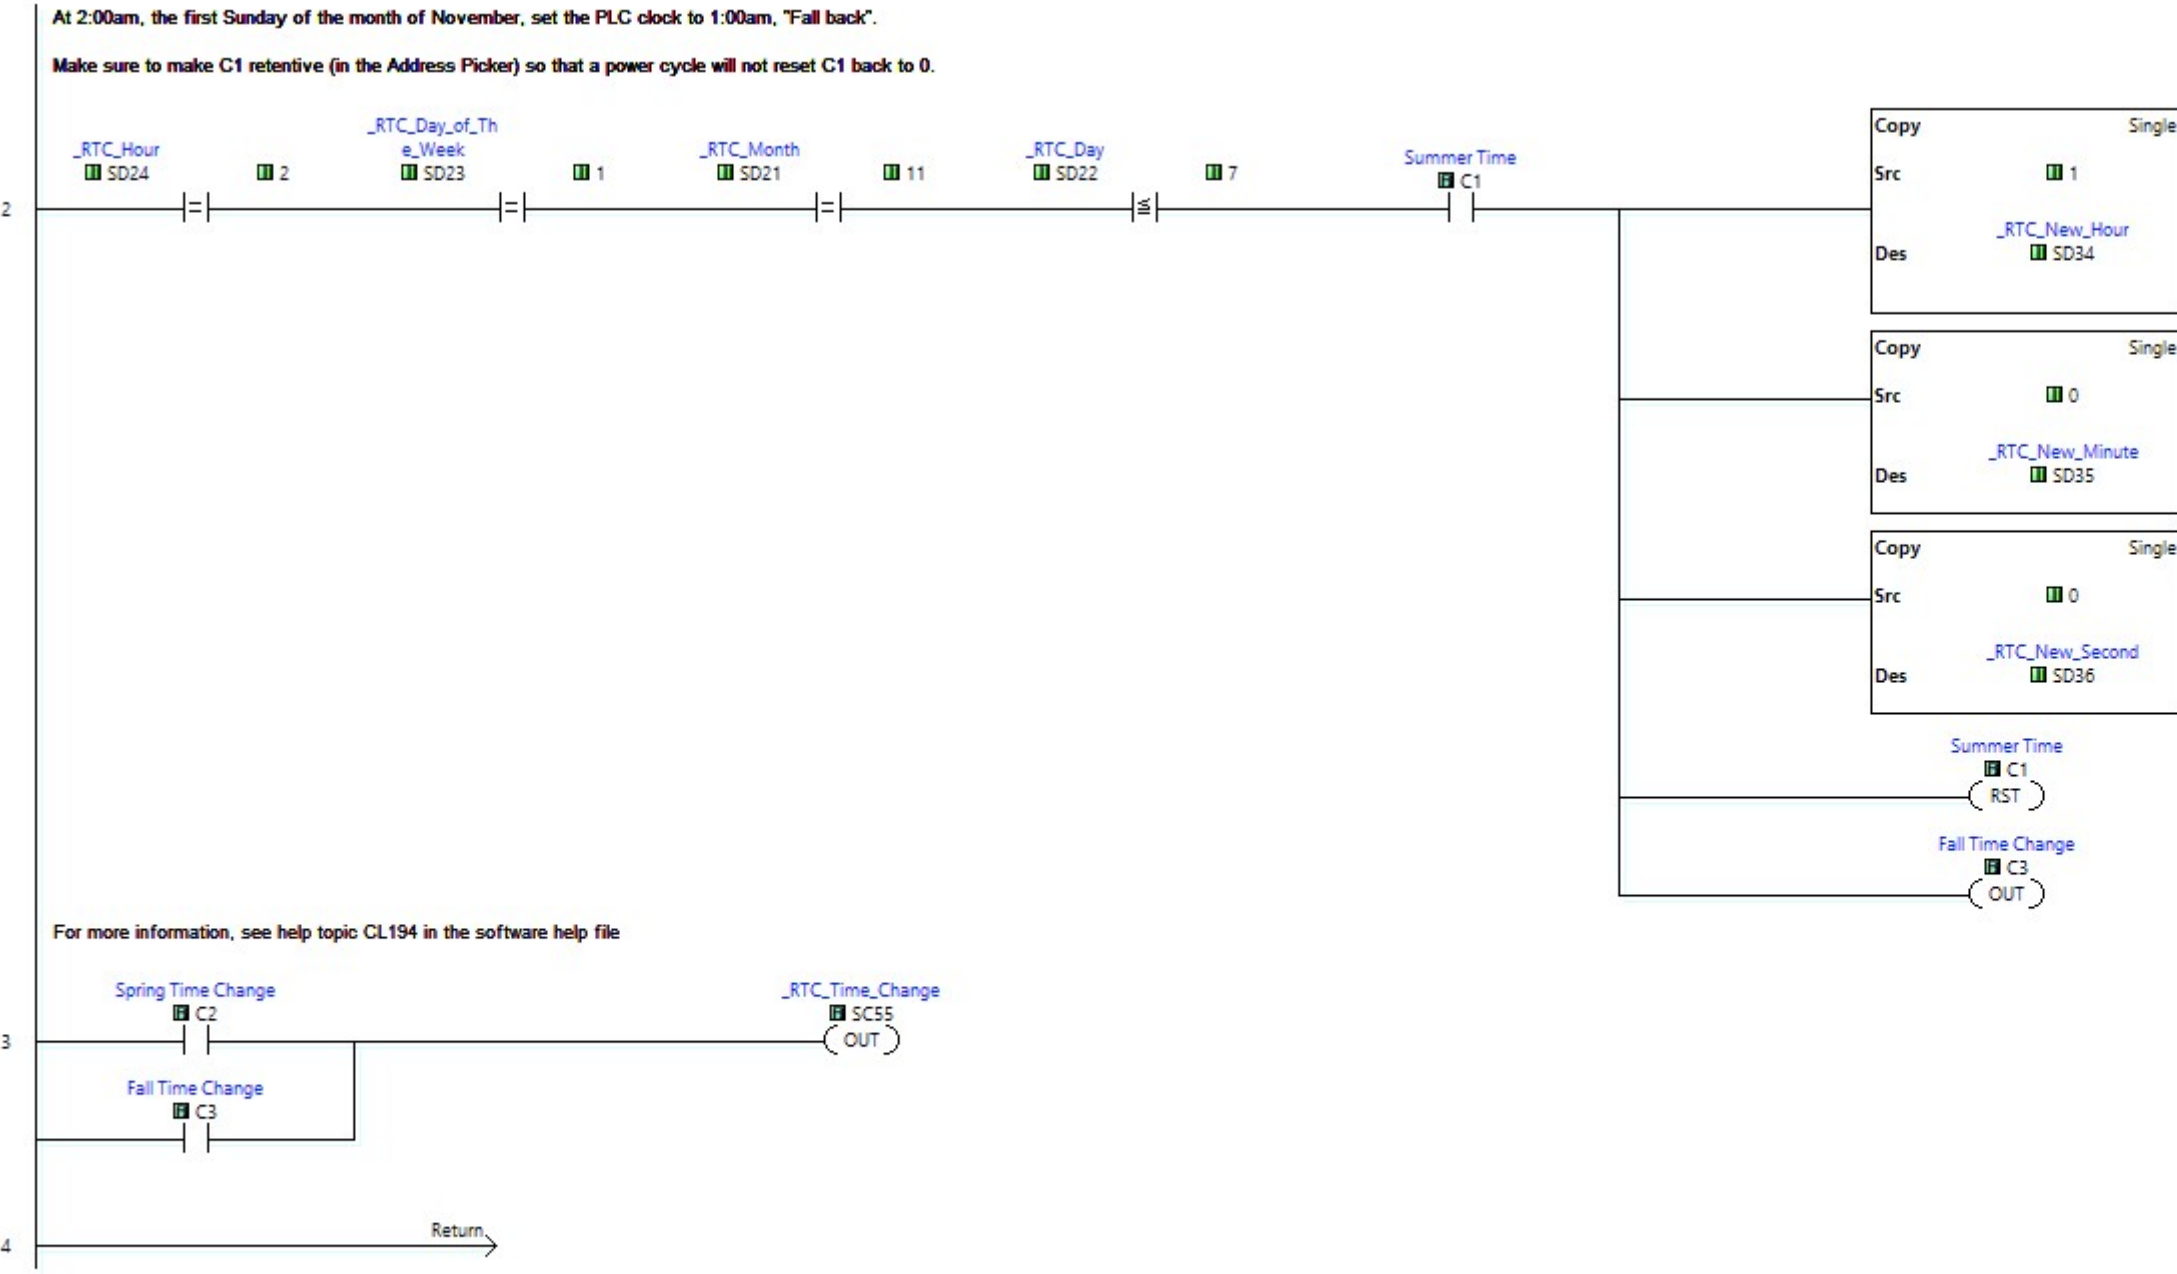 At 2:00am, the first Sunday of the month of November, set the PLC clock to 1:00am, "Fall back".
Make sure to make C1 retentive (in the Address Picker) so that a power cycle will not reset C1 back to 0.
2
_RTC_Hour
SD24
=
2
_RTC_Day_of_Th
e_Week
SD23
=
1
_RTC_Month
SD21
=
11
_RTC_Day
SD22
≦
7
Summer Time
C1
Copy Single
Src 1
_RTC_New_Hour
Des SD34
Copy Single
Src 0
_RTC_New_Minute
Des SD35
Copy Single
Src 0
_RTC_New_Second
Des SD36
Summer Time
C1
( RST )
Fall Time Change
C3
( OUT )
For more information, see help topic CL194 in the software help file
3
Spring Time Change
C2
_RTC_Time_Change
SC55
( OUT )
Fall Time Change
C3
4
Return